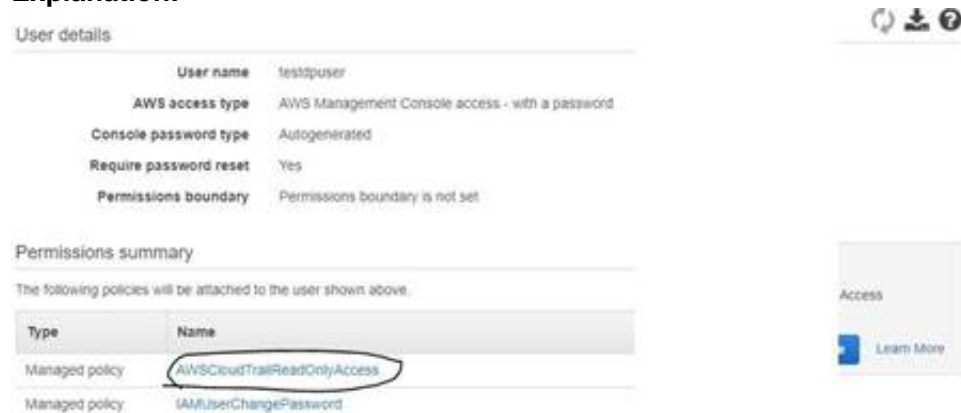 Explanation:
User details
User name testdpuser
AWS access type AWS Management Console access - with a password
Console password type Autogenerated
Require password reset Yes
Permissions boundary Permissions boundary is not set
Permissions summary
The following policies will be attached to the user shown above.
Type Name
Managed policy AWSCloudTrailReadOnlyAccess
Managed policy IAMUserChangePassword
Access
Learn More